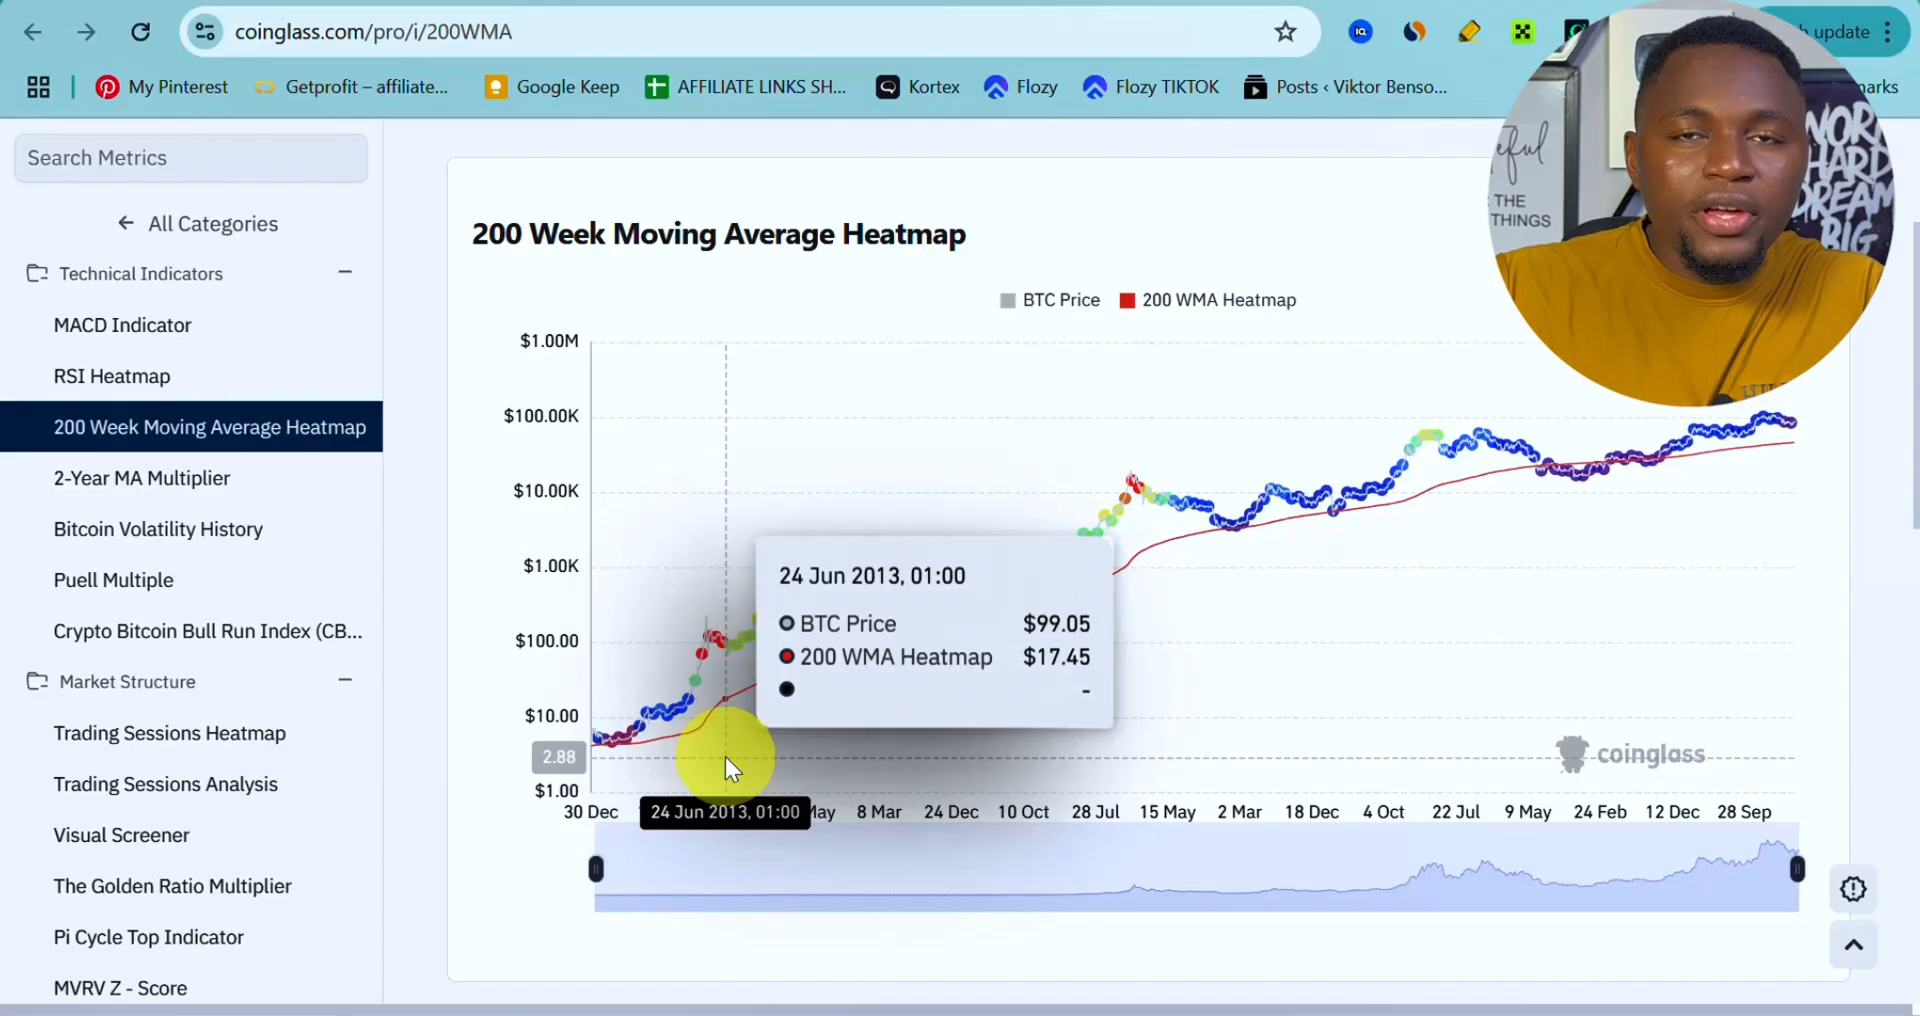 coinglass.com/pro/i/200WMA
update
My Pinterest
Getprofit – affiliate...
Google Keep
AFFILIATE LINKS SH...
Kortex
Flozy
Flozy TIKTOK
Posts ‹ Viktor Benso...
Search Metrics
All Categories
Technical Indicators
MACD Indicator
RSI Heatmap
200 Week Moving Average Heatmap
2-Year MA Multiplier
Bitcoin Volatility History
Puell Multiple
Crypto Bitcoin Bull Run Index (CB...
Market Structure
Trading Sessions Heatmap
Trading Sessions Analysis
Visual Screener
The Golden Ratio Multiplier
Pi Cycle Top Indicator
MVRV Z - Score
200 Week Moving Average Heatmap
BTC Price
200 WMA Heatmap
$1.00M
$100.00K
$10.00K
$1.00K
$100.00
$10.00
2.88
$1.00
24 Jun 2013, 01:00
BTC Price $99.05
200 WMA Heatmap $17.45
-
coinglass
30 Dec 24 Jun 2013, 01:00 May 8 Mar 24 Dec 10 Oct 28 Jul 15 May 2 Mar 18 Dec 4 Oct 22 Jul 9 May 24 Feb 12 Dec 28 Sep
THE
THINGS
WORK
HARD
DREAM
BIG